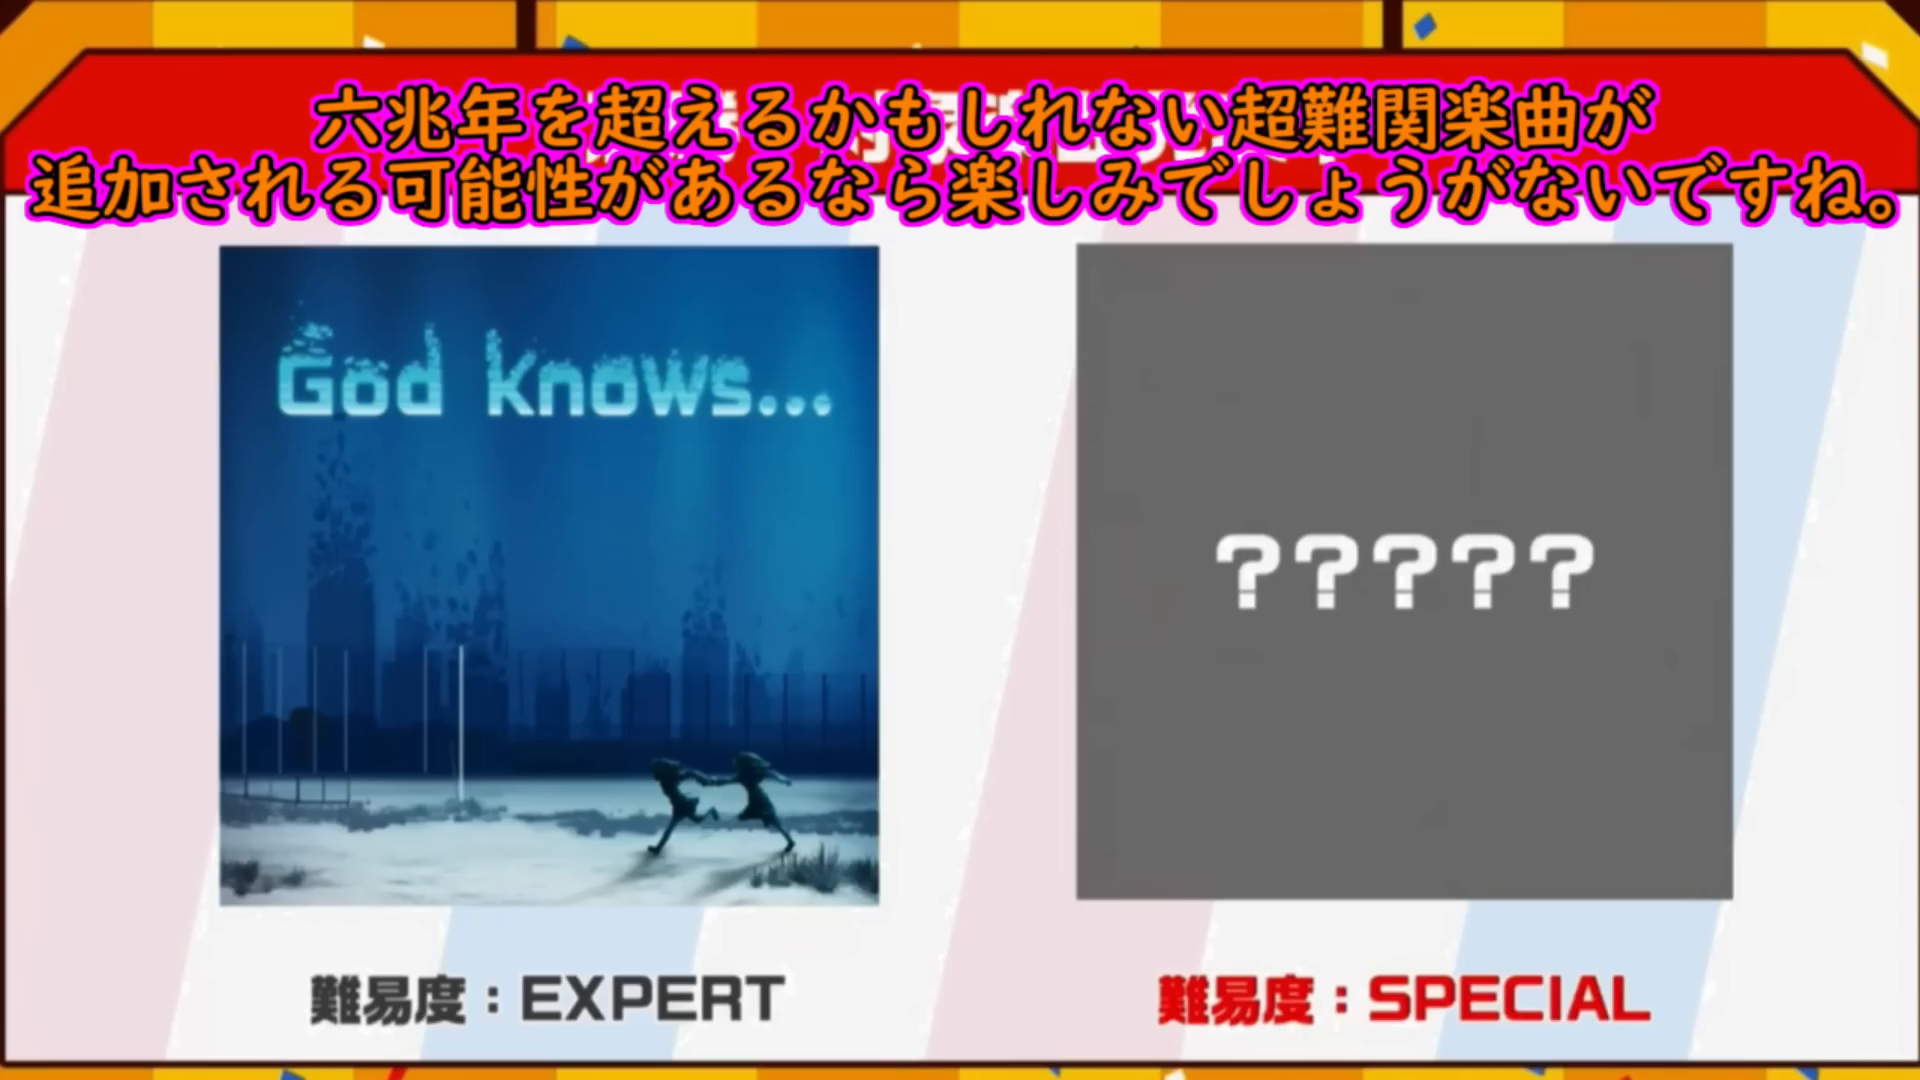 六兆年を超えるかもしれない超難関楽曲が
追加される可能性があるなら楽しみでしょうがないですね。
God knows...
？？？？？
難易度：EXPERT
難易度：SPECIAL